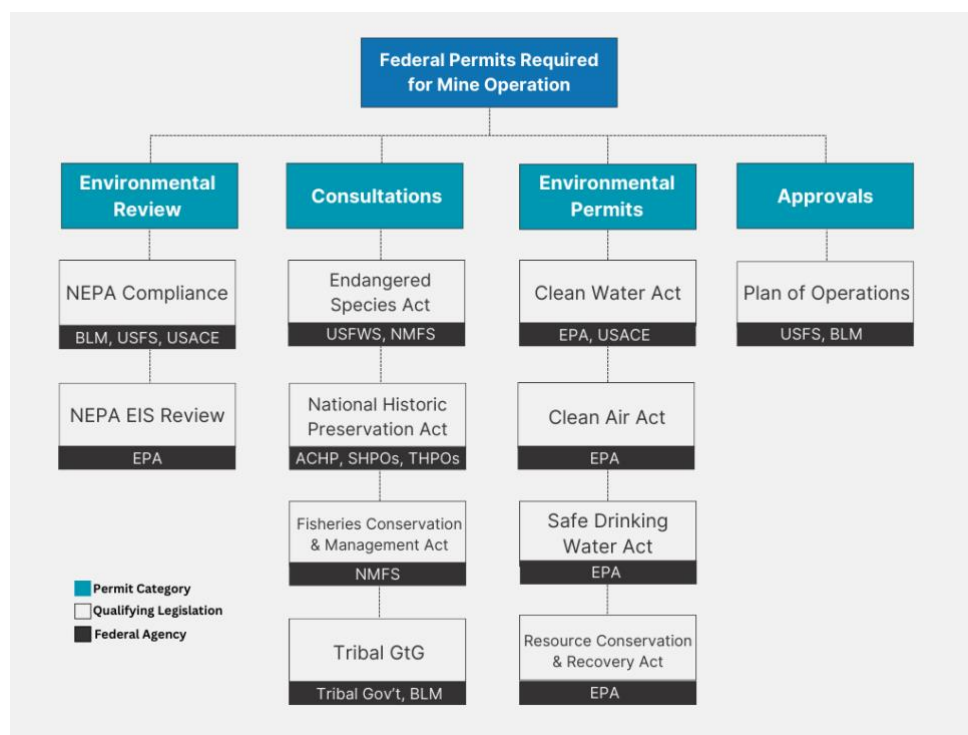 Federal Permits Required
for Mine Operation
Environmental
Review
NEPA Compliance
BLM, USFS, USACE
NEPA EIS Review
EPA
Consultations
Endangered
Species Act
USFWS, NMFS
National Historic
Preservation Act
ACHP, SHPOs, THPOs
Fisheries Conservation
& Management Act
NMFS
Tribal GtG
Tribal Gov't, BLM
Environmental
Permits
Clean Water Act
EPA, USACE
Clean Air Act
EPA
Safe Drinking
Water Act
EPA
Resource Conservation
& Recovery Act
EPA
Approvals
Plan of Operations
USFS, BLM
Permit Category
Qualifying Legislation
Federal Agency